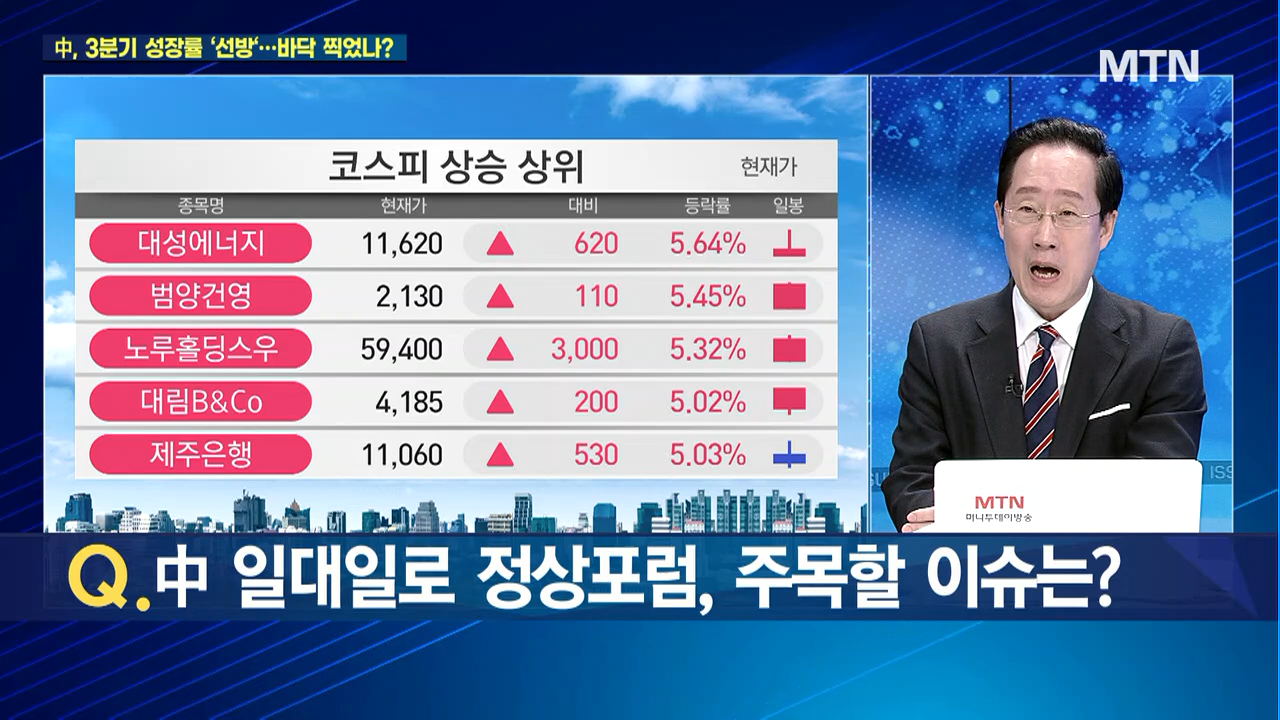 中, 3분기 성장률 '선방'…바닥 찍었나?
MTN
코스피 상승 상위 현재가
종목명 현재가 대비 등락률 일봉
대성에너지 11,620 ▲ 620 5.64%
범양건영 2,130 ▲ 110 5.45%
노루홀딩스우 59,400 ▲ 3,000 5.32%
대림B&Co 4,185 ▲ 200 5.02%
제주은행 11,060 ▲ 530 5.03%
ISS
MTN
머니투데이방송
Q.中 일대일로 정상포럼, 주목할 이슈는?